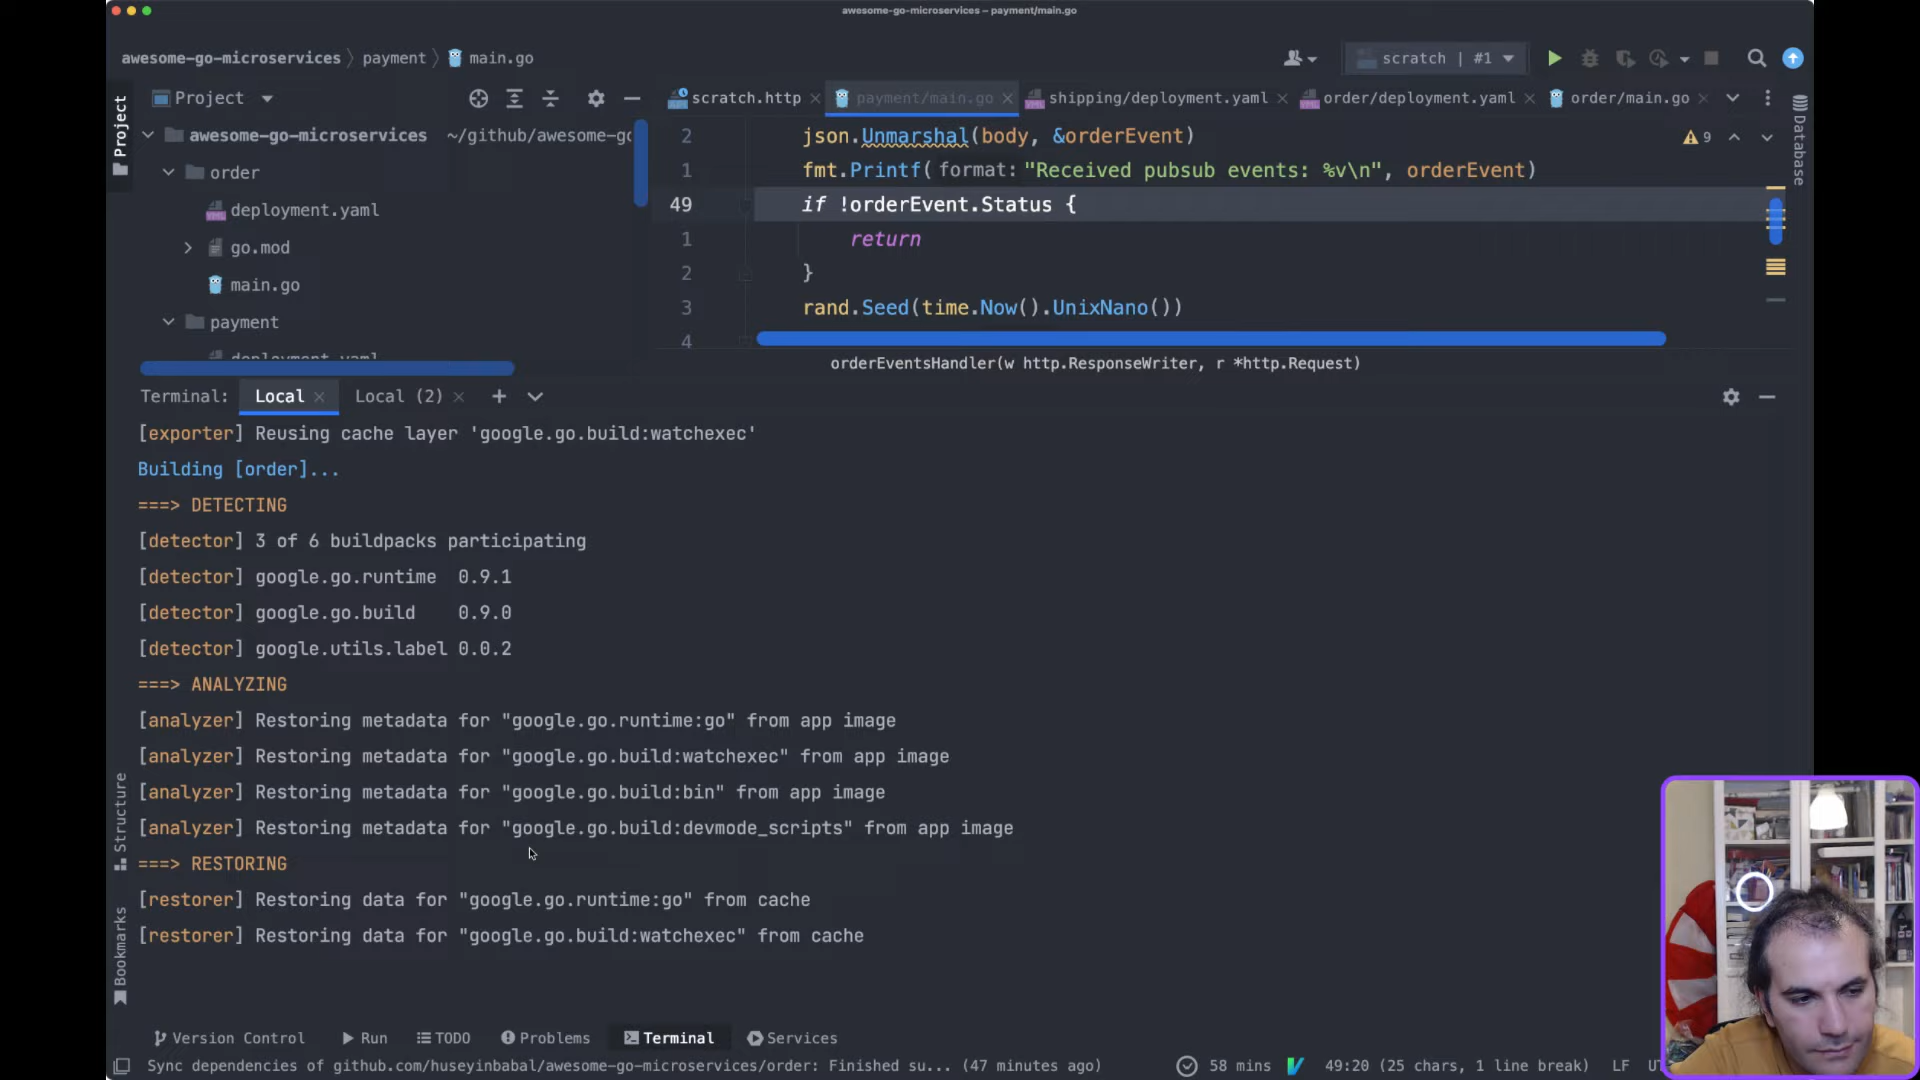 awesome-go-microservices – payment/main.go
awesome-go-microservices payment main.go
scratch | #1
Project
Project
scratch.http payment/main.go shipping/deployment.yaml order/deployment.yaml order/main.go
awesome-go-microservices ~/github/awesome-go
order
deployment.yaml
go.mod
main.go
payment
2 json.Unmarshal(body, &orderEvent)
1 fmt.Printf( format: "Received pubsub events: %v\n", orderEvent)
49 if !orderEvent.Status {
1 return
2 }
3 rand.Seed(time.Now().UnixNano())
4
9
Database
orderEventsHandler(w http.ResponseWriter, r *http.Request)
Terminal: Local Local (2)
[exporter] Reusing cache layer 'google.go.build:watchexec'
Building [order]...
===> DETECTING
[detector] 3 of 6 buildpacks participating
[detector] google.go.runtime 0.9.1
[detector] google.go.build 0.9.0
[detector] google.utils.label 0.0.2
===> ANALYZING
[analyzer] Restoring metadata for "google.go.runtime:go" from app image
[analyzer] Restoring metadata for "google.go.build:watchexec" from app image
[analyzer] Restoring metadata for "google.go.build:bin" from app image
[analyzer] Restoring metadata for "google.go.build:devmode_scripts" from app image
===> RESTORING
[restorer] Restoring data for "google.go.runtime:go" from cache
[restorer] Restoring data for "google.go.build:watchexec" from cache
Structure
Bookmarks
Version Control Run TODO Problems Terminal Services
Sync dependencies of github.com/huseyinbabal/awesome-go-microservices/order: Finished su... (47 minutes ago) 58 mins 49:20 (25 chars, 1 line break) LF